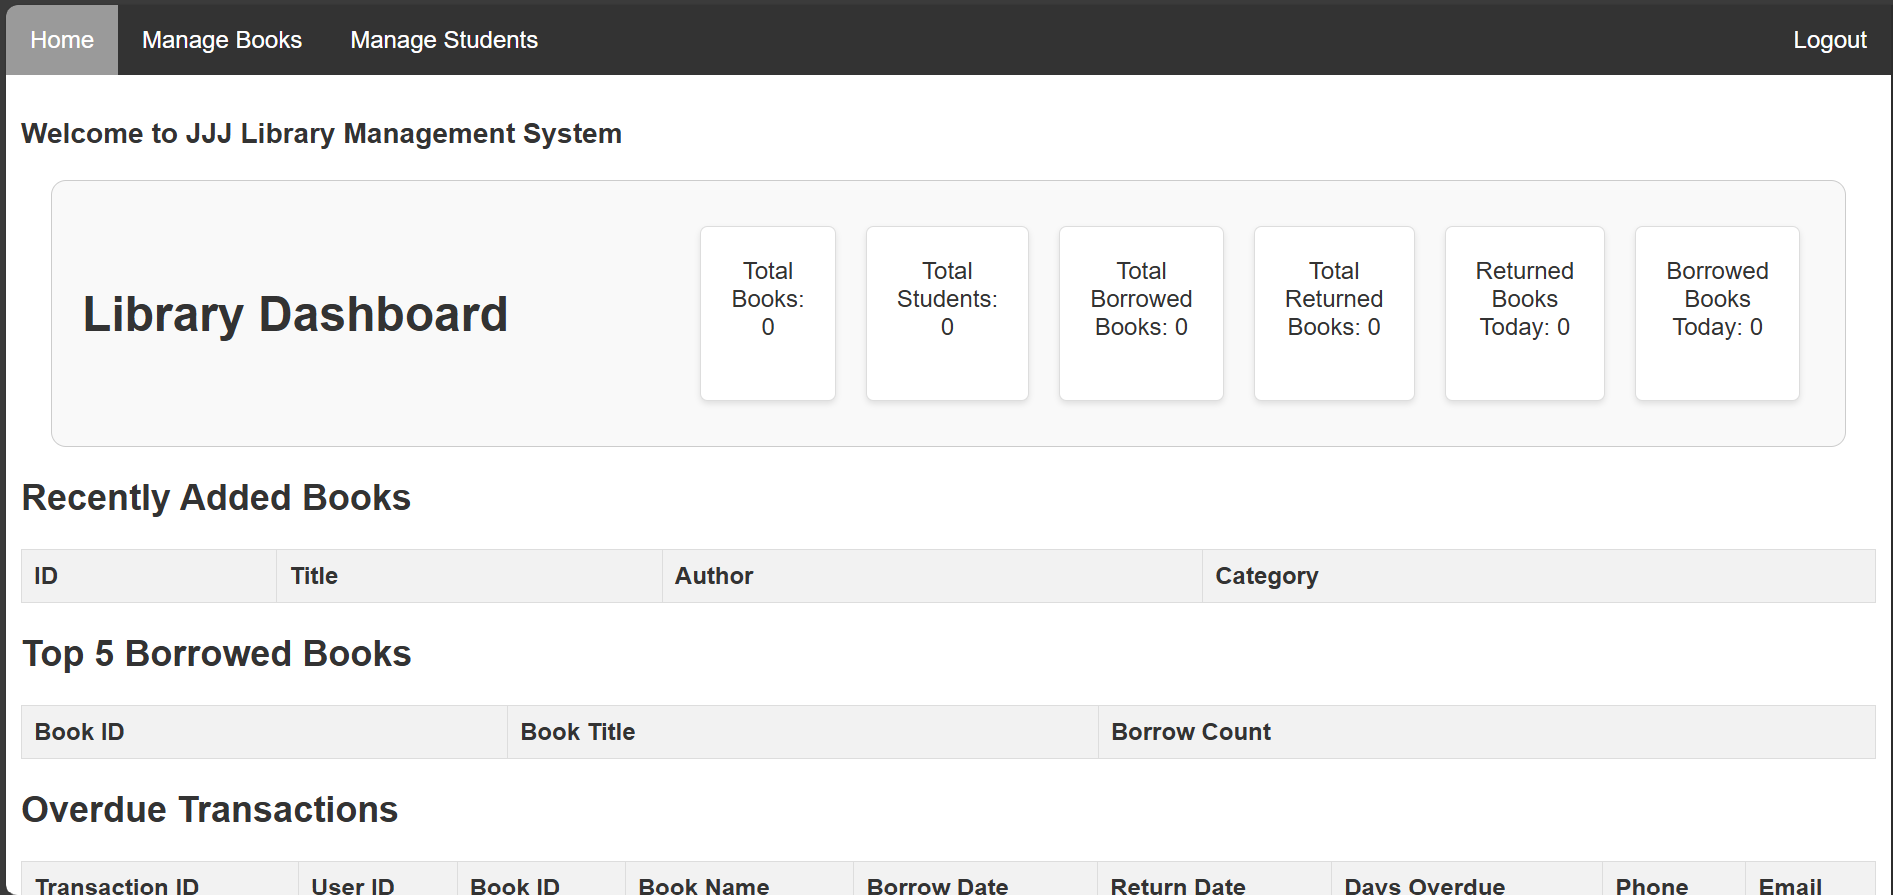 Home Manage Books Manage Students Logout
Welcome to JJJ Library Management System
Library Dashboard
Total
Books:
0
Total
Students:
0
Total
Borrowed
Books: 0
Total
Returned
Books: 0
Returned
Books
Today: 0
Borrowed
Books
Today: 0
Recently Added Books
ID Title Author Category
Top 5 Borrowed Books
Book ID Book Title Borrow Count
Overdue Transactions
Transaction ID User ID Book ID Book Name Borrow Date Return Date Days Overdue Phone Email